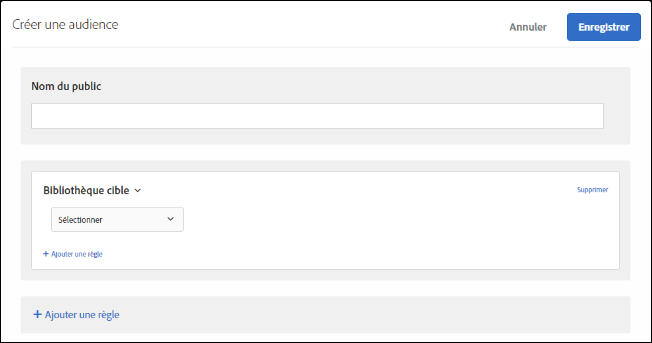 Créer une audience
Annuler
Enregistrer
Nom du public
Bibliothèque cible
Supprimer
Sélectionner
+ Ajouter une règle
+ Ajouter une règle